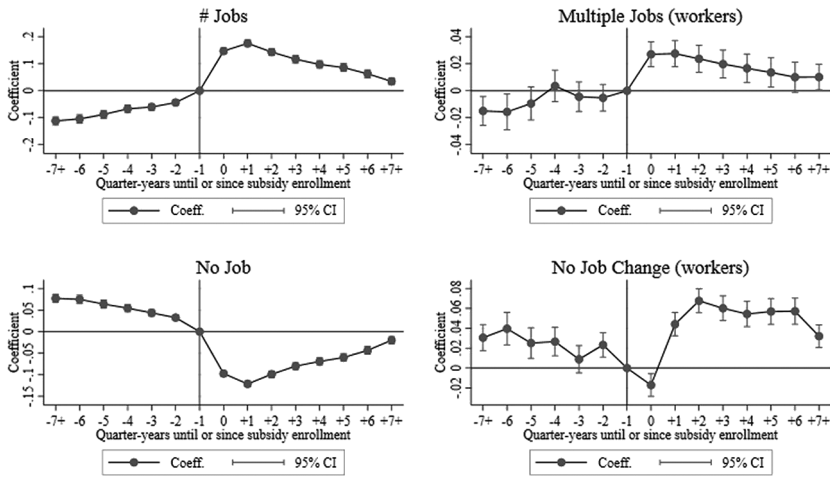 # Jobs
Coefficient
.2
.1
0
-.1
-.2
-7+ -6 -5 -4 -3 -2 -1 0 +1 +2 +3 +4 +5 +6 +7+
Quarter-years until or since subsidy enrollment
Coeff. 95% CI
Multiple Jobs (workers)
Coefficient
.04
.02
0
-.02
-.04
-7+ -6 -5 -4 -3 -2 -1 0 +1 +2 +3 +4 +5 +6 +7+
Quarter-years until or since subsidy enrollment
Coeff. 95% CI
No Job
Coefficient
.1
.05
0
-.05
-.1
-.15
-7+ -6 -5 -4 -3 -2 -1 0 +1 +2 +3 +4 +5 +6 +7+
Quarter-years until or since subsidy enrollment
Coeff. 95% CI
No Job Change (workers)
Coefficient
.08
.06
.04
.02
0
-.02
-7+ -6 -5 -4 -3 -2 -1 0 +1 +2 +3 +4 +5 +6 +7+
Quarter-years until or since subsidy enrollment
Coeff. 95% CI